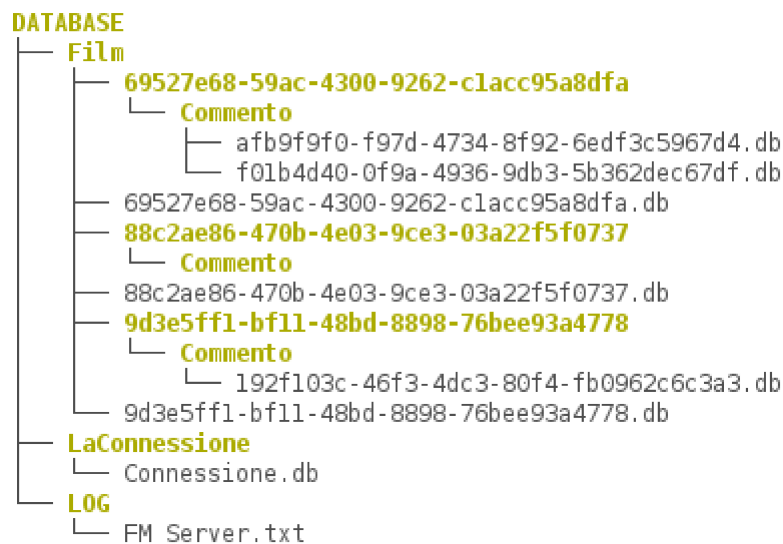 DATABASE
Film
69527e68-59ac-4300-9262-c1acc95a8dfa
Commento
afb9f9f0-f97d-4734-8f92-6edf3c5967d4.db
f01b4d40-0f9a-4936-9db3-5b362dec67df.db
69527e68-59ac-4300-9262-c1acc95a8dfa.db
88c2ae86-470b-4e03-9ce3-03a22f5f0737
Commento
88c2ae86-470b-4e03-9ce3-03a22f5f0737.db
9d3e5ff1-bf11-48bd-8898-76bee93a4778
Commento
192f103c-46f3-4dc3-80f4-fb0962c6c3a3.db
9d3e5ff1-bf11-48bd-8898-76bee93a4778.db
LaConnessione
Connessione.db
LOG
FM Server.txt